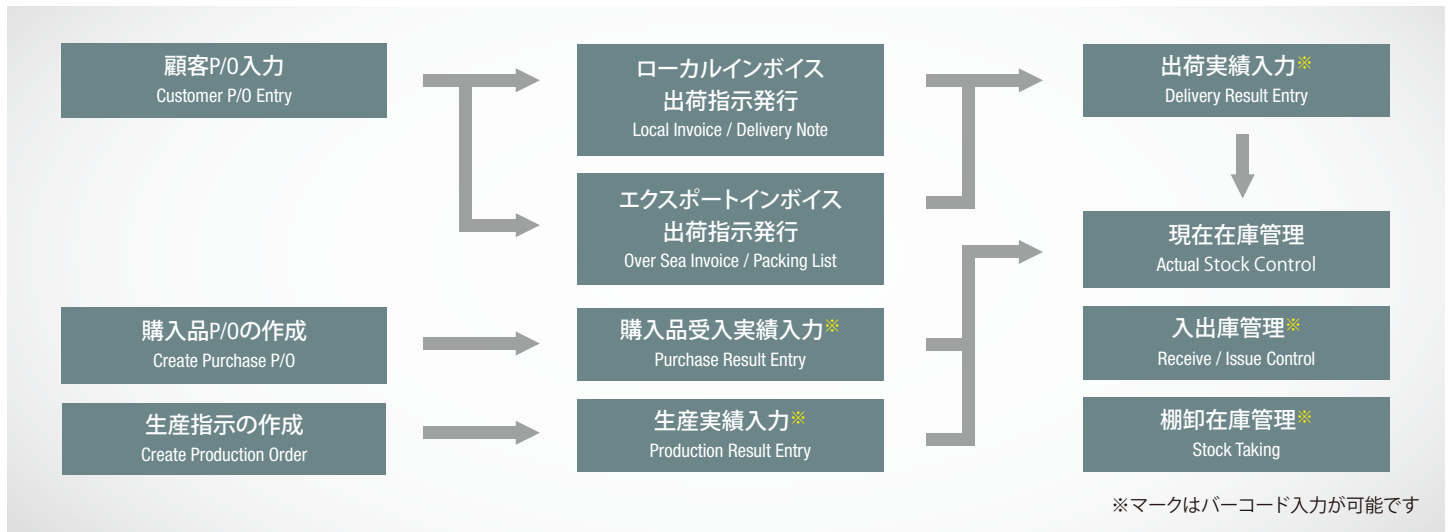 顧客P/O入力
Customer P/O Entry
ローカルインボイス
出荷指示発行
Local Invoice / Delivery Note
出荷実績入力※
Delivery Result Entry
エクスポートインボイス
出荷指示発行
Over Sea Invoice / Packing List
現在在庫管理
Actual Stock Control
購入品P/Oの作成
Create Purchase P/O
購入品受入実績入力※
Purchase Result Entry
入出庫管理※
Receive / Issue Control
生産指示の作成
Create Production Order
生産実績入力※
Production Result Entry
棚卸在庫管理※
Stock Taking
※マークはバーコード入力が可能です